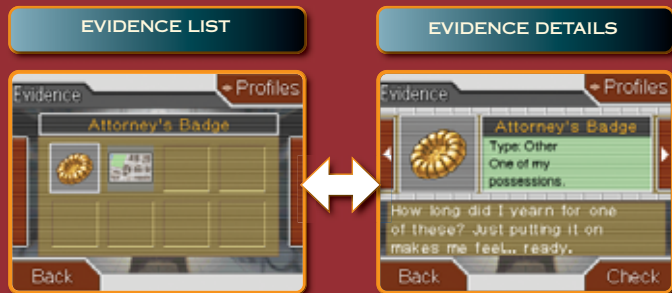 EVIDENCE LIST
EVIDENCE DETAILS
Evidence
Profiles
Attorney's Badge
Back
Evidence
Profiles
Attorney's Badge
Type: Other
One of my
possessions.
How long did I yearn for one
of these? Just putting it on
makes me feel... ready.
Back
Check